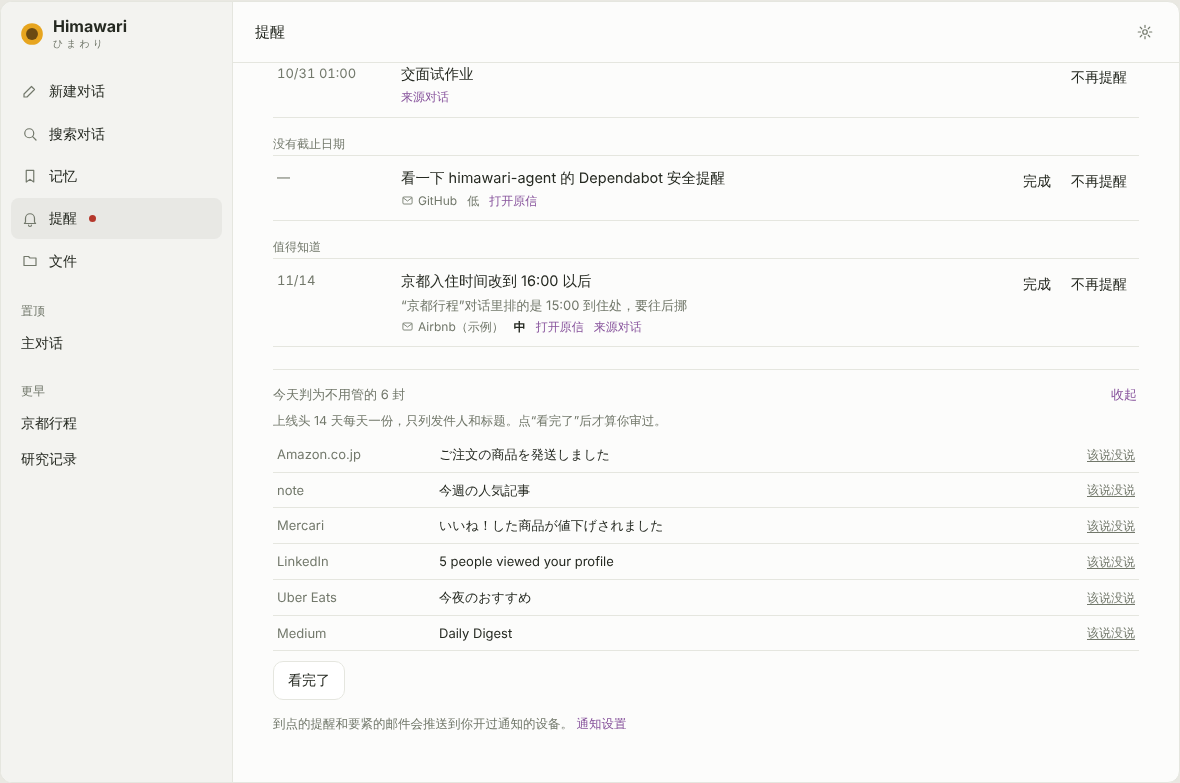 Himawari
ひまわり
新建对话
搜索对话
记忆
提醒
文件
置顶
主对话
更早
京都行程
研究记录
提醒
10/31 01:00 交面试作业 不再提醒
来源对话
没有截止日期
— 看一下 himawari-agent 的 Dependabot 安全提醒 完成 不再提醒
GitHub 低 打开原信
值得知道
11/14 京都入住时间改到 16:00 以后 完成 不再提醒
“京都行程”对话里排的是 15:00 到住处，要往后挪
Airbnb（示例） 中 打开原信 来源对话
今天判为不用管的 6 封 收起
上线头 14 天每天一份，只列发件人和标题。点“看完了”后才算你审过。
Amazon.co.jp ご注文の商品を発送しました 该说没说
note 今週の人気記事 该说没说
Mercari いいね！した商品が値下げされました 该说没说
LinkedIn 5 people viewed your profile 该说没说
Uber Eats 今夜のおすすめ 该说没说
Medium Daily Digest 该说没说
看完了
到点的提醒和要紧的邮件会推送到你开过通知的设备。 通知设置